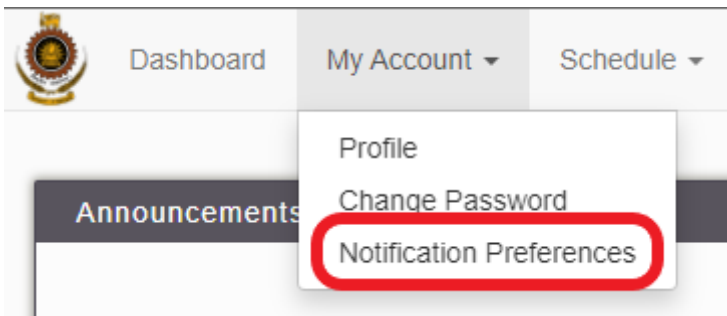 Dashboard My Account Schedule
Profile
Announcements
Change Password
Notification Preferences